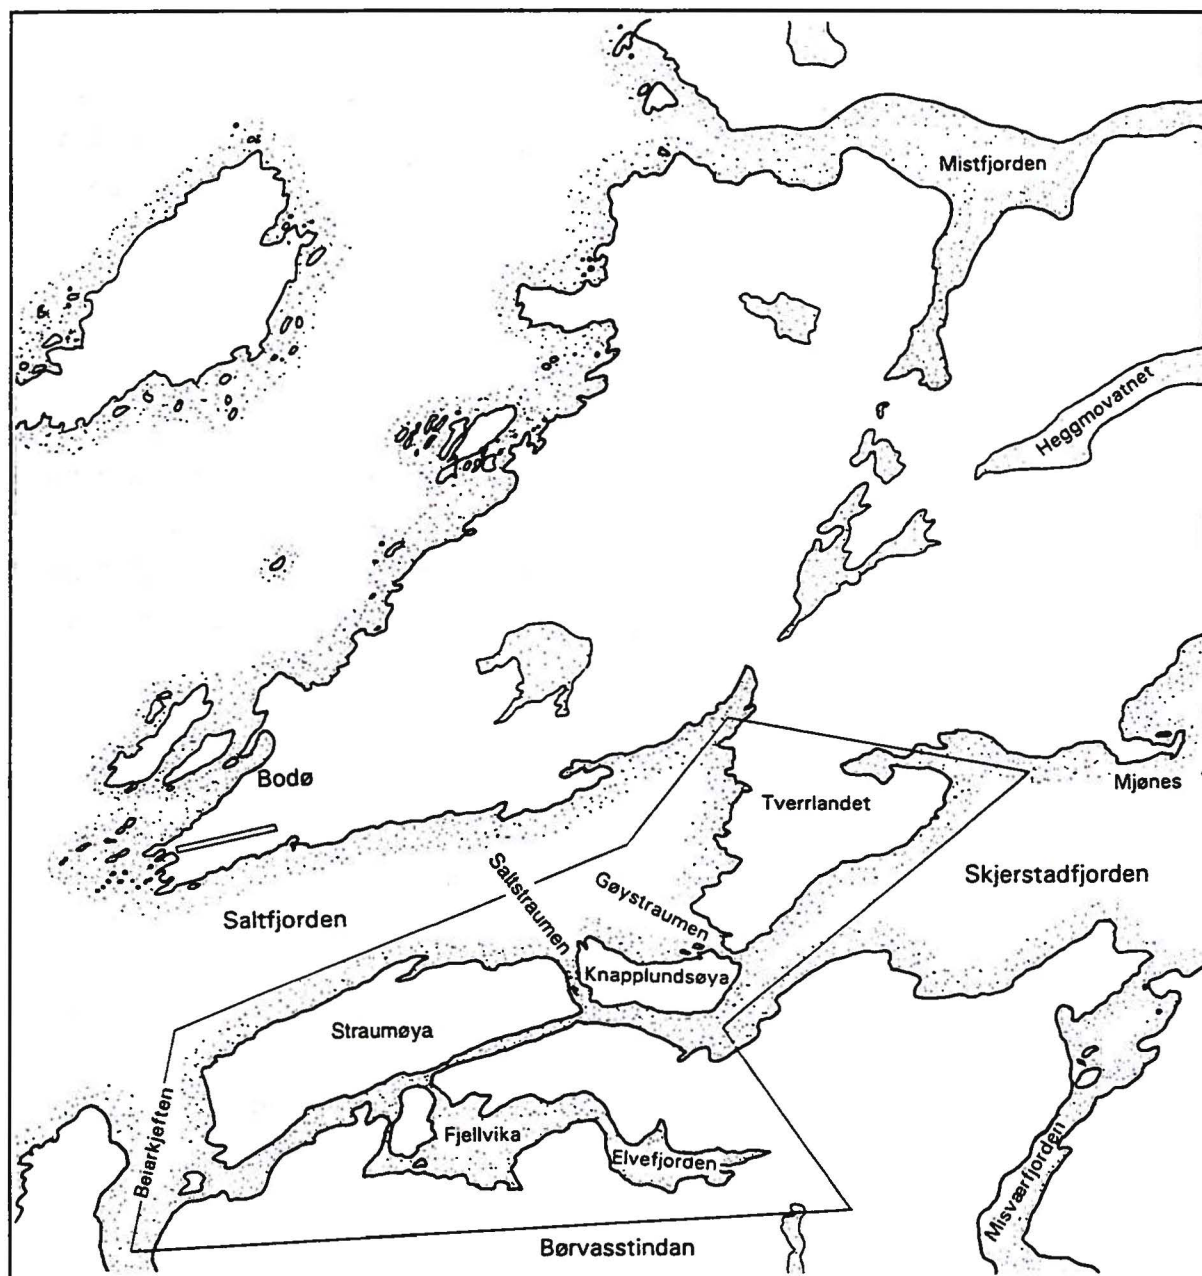 Mistfjorden
Heggmovatnet
Bodø
Mjønes
Tverrlandet
Skjerstadfjorden
Saltfjorden
Saltstraumen
Gøystraumen
Knapplundsøya
Straumøya
Beiarkjeften
Fjellvika
Elvefjorden
Misværfjorden
Børvasstindan